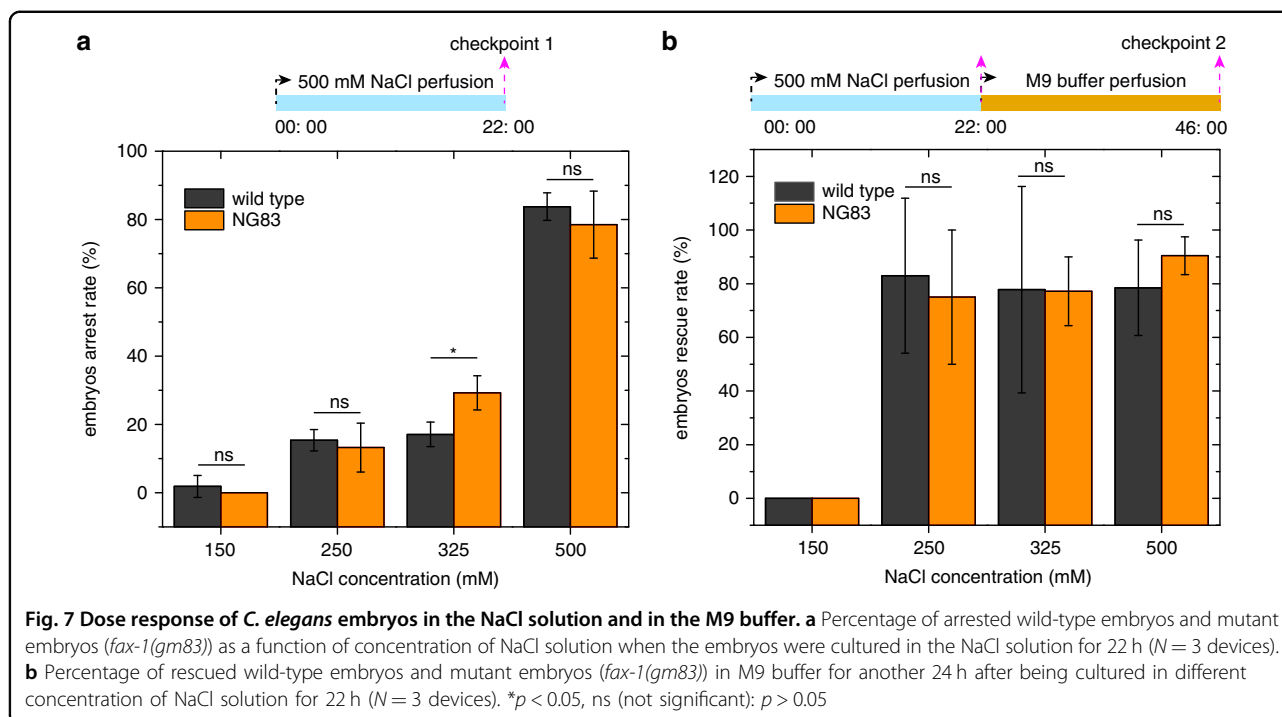 a
checkpoint 1
500 mM NaCl perfusion
00: 00
22: 00
100
80
60
40
20
0
embryos arrest rate (%)
wild type
NG83
ns
ns
*
ns
150
250
325
500
NaCl concentration (mM)
b
checkpoint 2
500 mM NaCl perfusion
M9 buffer perfusion
00: 00
22: 00
46: 00
120
100
80
60
40
20
0
embryos rescue rate (%)
wild type
NG83
ns
ns
ns
150
250
325
500
NaCl concentration (mM)
Fig. 7 Dose response of C. elegans embryos in the NaCl solution and in the M9 buffer. a Percentage of arrested wild-type embryos and mutant
embryos (fax-1(gm83)) as a function of concentration of NaCl solution when the embryos were cultured in the NaCl solution for 22 h (N = 3 devices).
b Percentage of rescued wild-type embryos and mutant embryos (fax-1(gm83)) in M9 buffer for another 24 h after being cultured in different
concentration of NaCl solution for 22 h (N = 3 devices). *p < 0.05, ns (not significant): p > 0.05